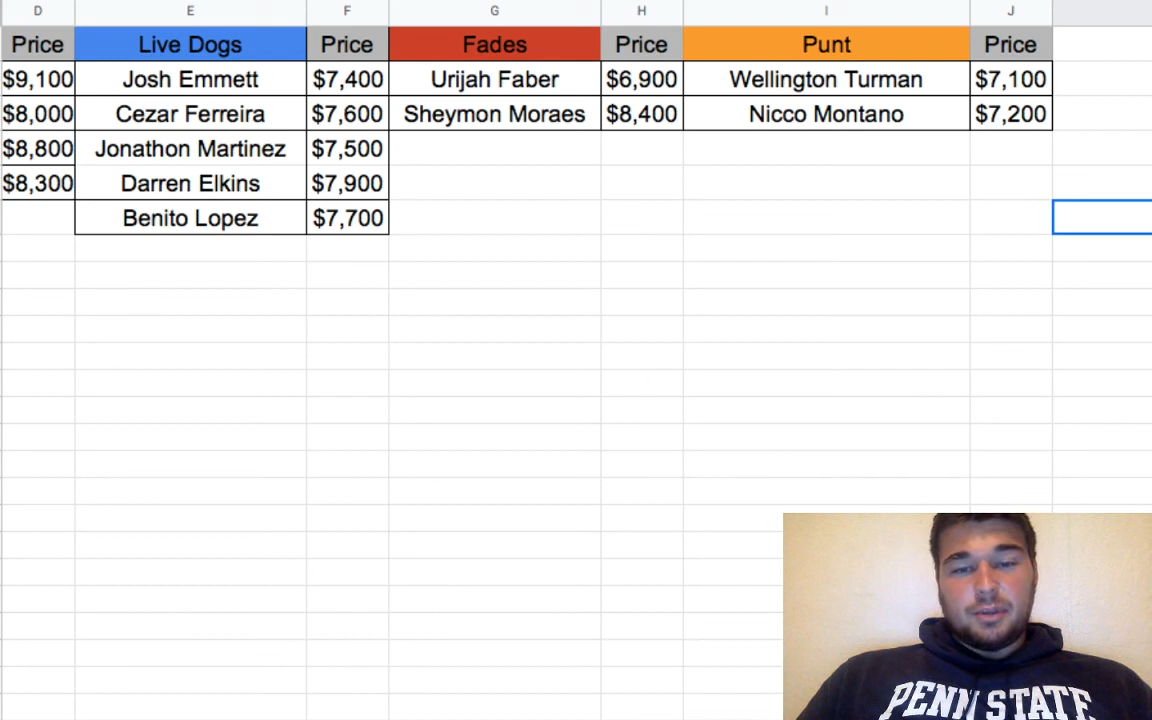 D E F G H I J
Price Live Dogs Price Fades Price Punt Price
$9,100 Josh Emmett $7,400 Urijah Faber $6,900 Wellington Turman $7,100
$8,000 Cezar Ferreira $7,600 Sheymon Moraes $8,400 Nicco Montano $7,200
$8,800 Jonathon Martinez $7,500
$8,300 Darren Elkins $7,900
Benito Lopez $7,700
PENN STATE